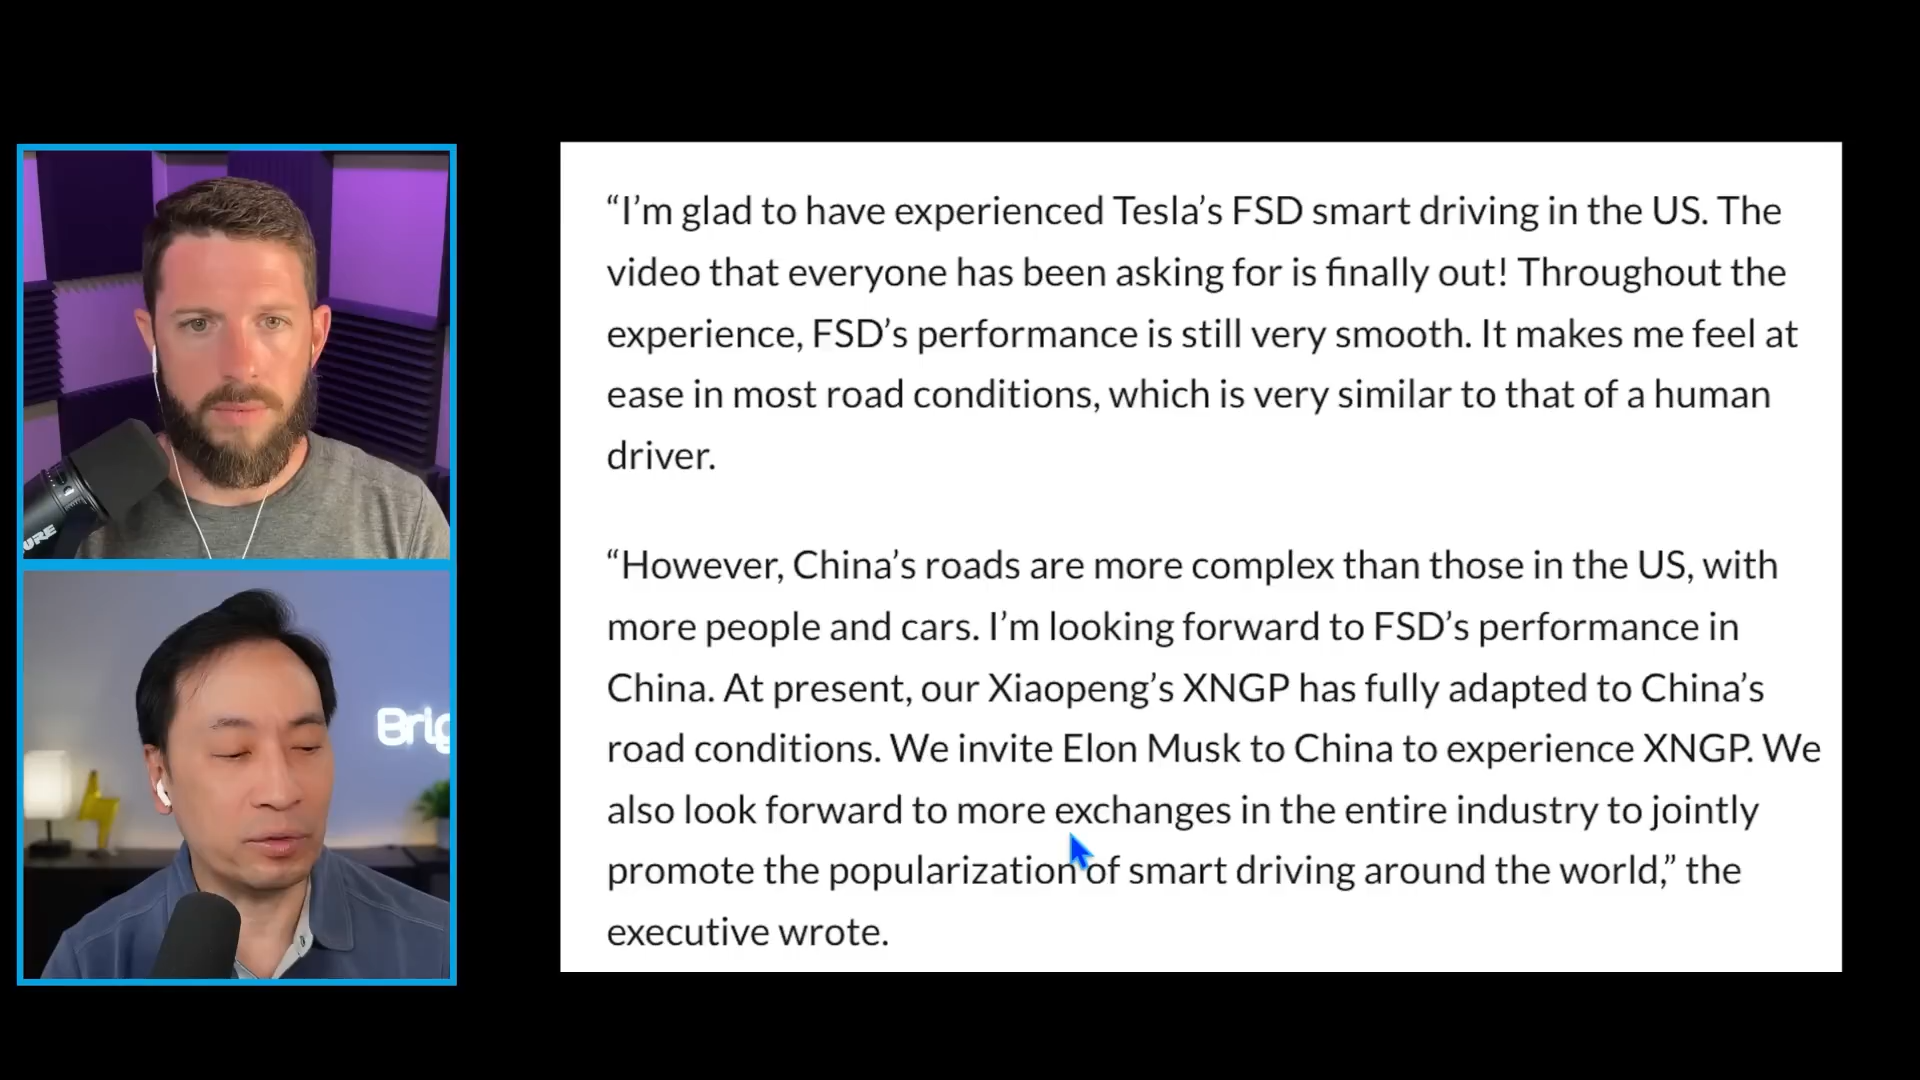 “I’m glad to have experienced Tesla’s FSD smart driving in the US. The
video that everyone has been asking for is finally out! Throughout the
experience, FSD’s performance is still very smooth. It makes me feel at
ease in most road conditions, which is very similar to that of a human
driver.
“However, China’s roads are more complex than those in the US, with
more people and cars. I’m looking forward to FSD’s performance in
China. At present, our Xiaopeng’s XNGP has fully adapted to China’s
road conditions. We invite Elon Musk to China to experience XNGP. We
also look forward to more exchanges in the entire industry to jointly
promote the popularization of smart driving around the world,” the
executive wrote.
URE
Brig